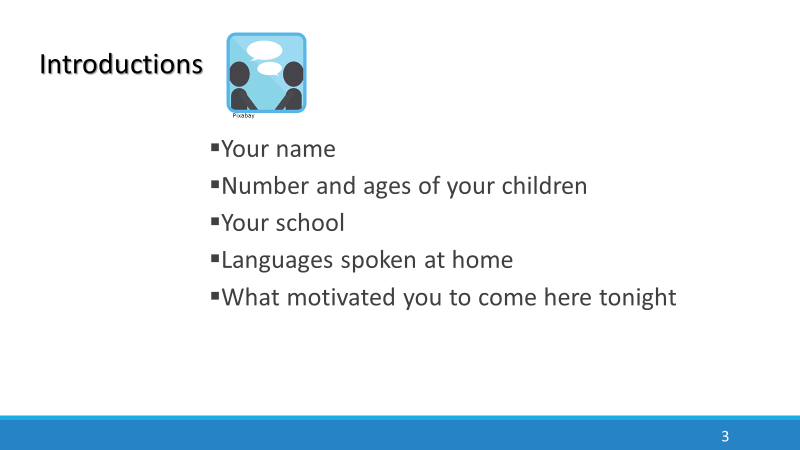 Introductions
Pixabay
▪Your name
▪Number and ages of your children
▪Your school
▪Languages spoken at home
▪What motivated you to come here tonight
3